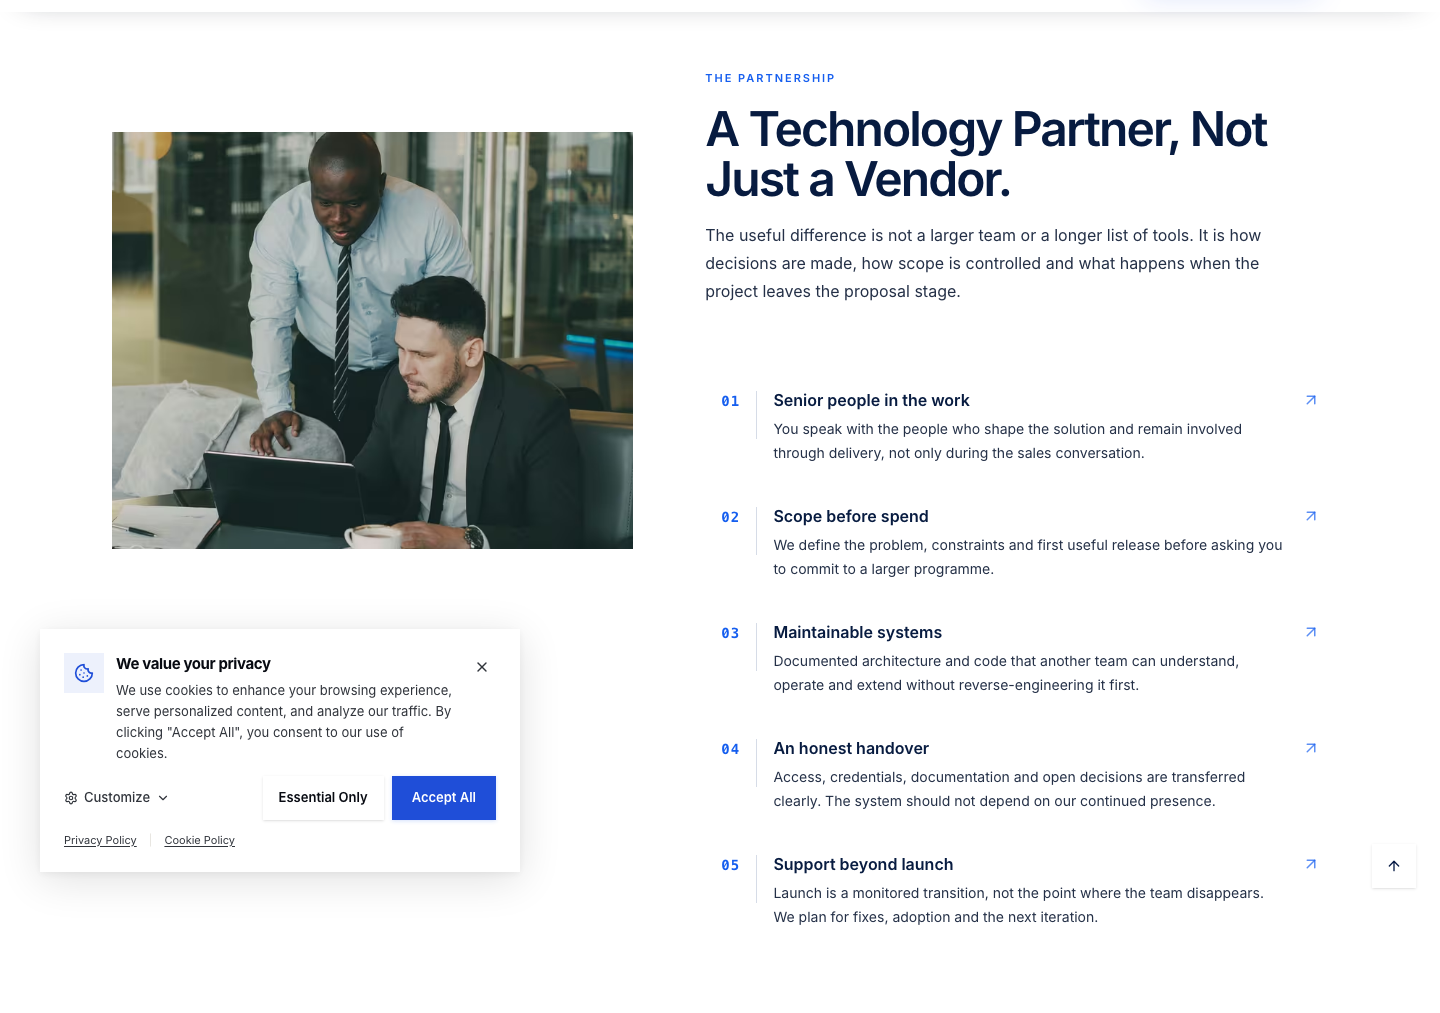 THE PARTNERSHIP
A Technology Partner, Not
Just a Vendor.
The useful difference is not a larger team or a longer list of tools. It is how
decisions are made, how scope is controlled and what happens when the
project leaves the proposal stage.
01
Senior people in the work
You speak with the people who shape the solution and remain involved
through delivery, not only during the sales conversation.
02
Scope before spend
We define the problem, constraints and first useful release before asking you
to commit to a larger programme.
03
Maintainable systems
Documented architecture and code that another team can understand,
operate and extend without reverse-engineering it first.
04
An honest handover
Access, credentials, documentation and open decisions are transferred
clearly. The system should not depend on our continued presence.
05
Support beyond launch
Launch is a monitored transition, not the point where the team disappears.
We plan for fixes, adoption and the next iteration.
We value your privacy
We use cookies to enhance your browsing experience,
serve personalized content, and analyze our traffic. By
clicking "Accept All", you consent to our use of
cookies.
Customize
Essential Only
Accept All
Privacy Policy
Cookie Policy